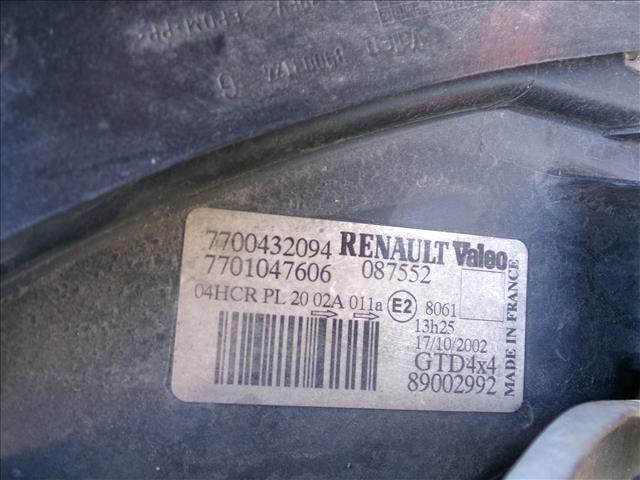 7700432094 RENAULT Valeo
7701047606 087552
04HCR PL 20 02A 011a E2 8061
13h25
17/10/2002
GTD4x4
89002992
MADE IN FRANCE